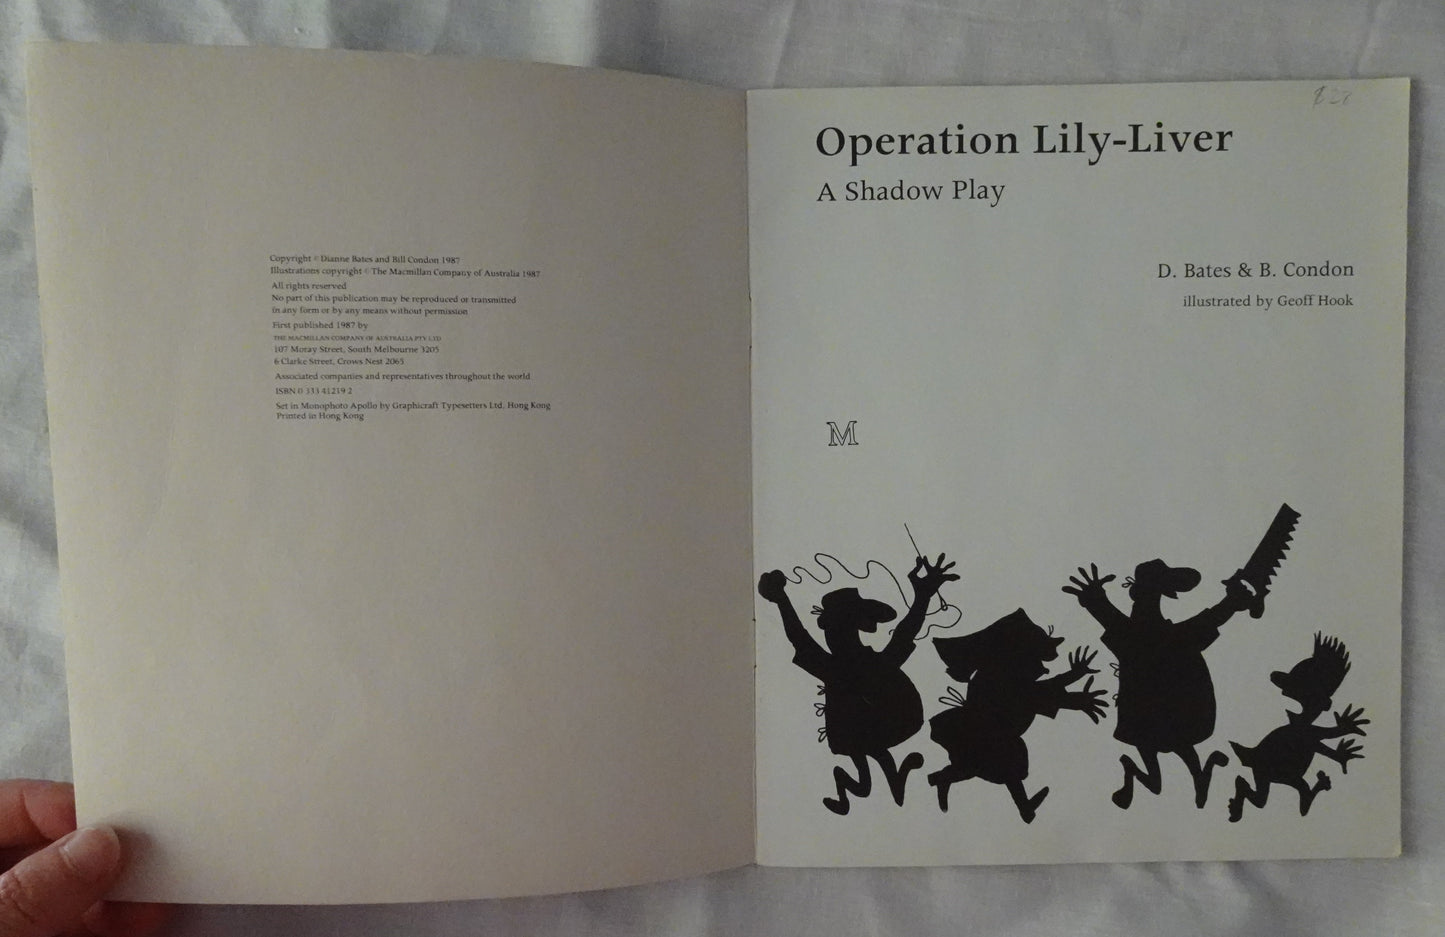 Copyright © Dianne Bates and Bill Condon 1987
Illustrations copyright © The Macmillan Company of Australia 1987
All rights reserved
No part of this publication may be reproduced or transmitted
in any form or by any means without permission
First published 1987 by
THE MACMILLAN COMPANY OF AUSTRALIA PTY LTD
107 Moray Street, South Melbourne 3205
6 Clarke Street, Crows Nest 2065
Associated companies and representatives throughout the world
ISBN 0 333 41219 2
Set in Monophoto Apollo by Graphicraft Typesetters Ltd, Hong Kong
Printed in Hong Kong
Operation Lily-Liver
A Shadow Play
D. Bates & B. Condon
illustrated by Geoff Hook
M